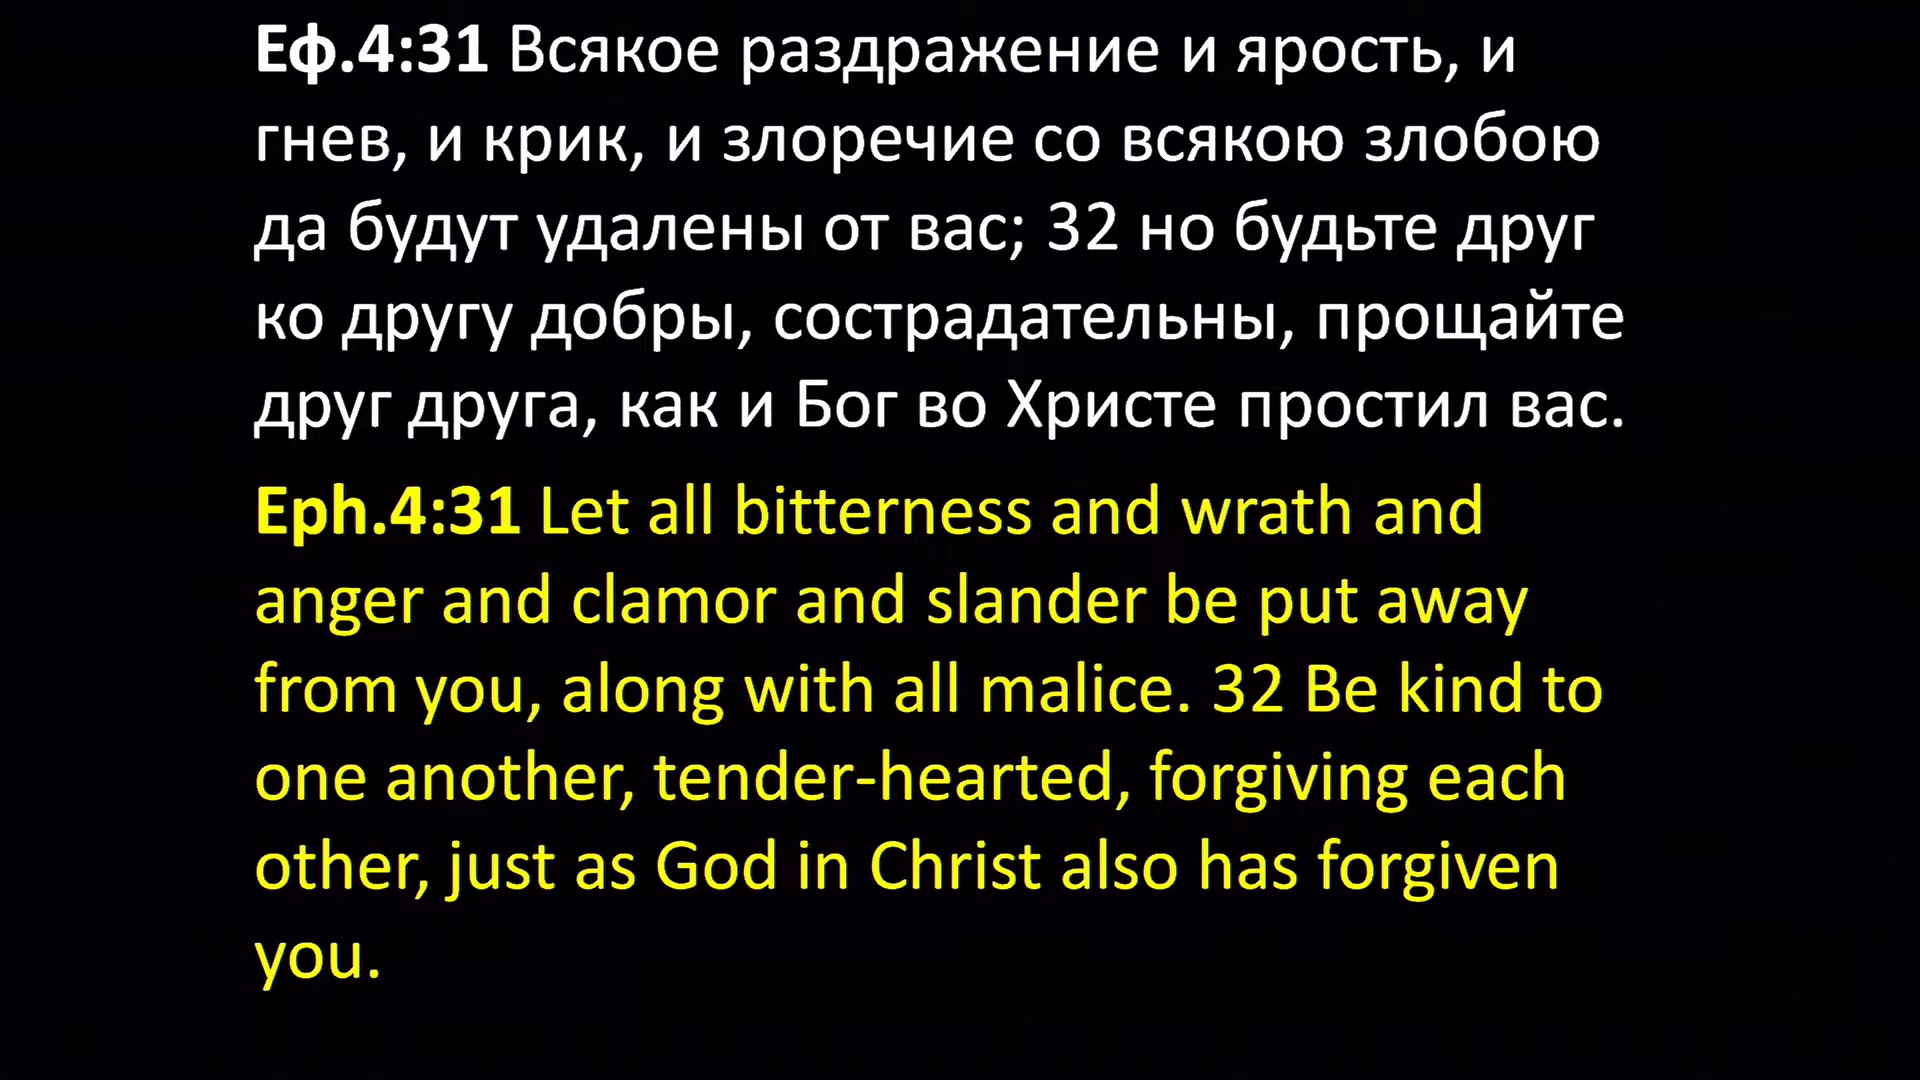 Еф.4:31 Всякое раздражение и ярость, и
гнев, и крик, и злоречие со всякою злобою
да будут удалены от вас; 32 но будьте друг
ко другу добры, сострадательны, прощайте
друг друга, как и Бог во Христе простил вас.
Eph.4:31 Let all bitterness and wrath and
anger and clamor and slander be put away
from you, along with all malice. 32 Be kind to
one another, tender-hearted, forgiving each
other, just as God in Christ also has forgiven
you.